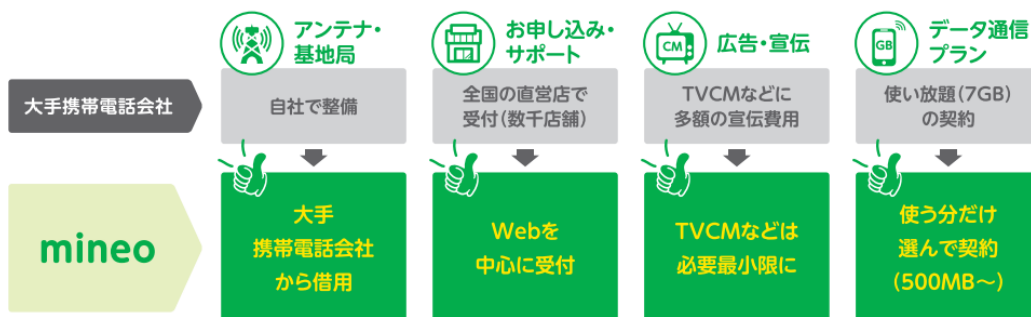 アンテナ・
基地局
お申し込み・
サポート
CM
広告・宣伝
GB
データ通信
プラン
大手携帯電話会社
自社で整備
全国の直営店で
受付(数千店舗)
TVCMなどに
多額の宣伝費用
使い放題(7GB)
の契約
mineo
大手
携帯電話会社
から借用
Webを
中心に受付
TVCMなどは
必要最小限に
使う分だけ
選んで契約
(500MB〜)